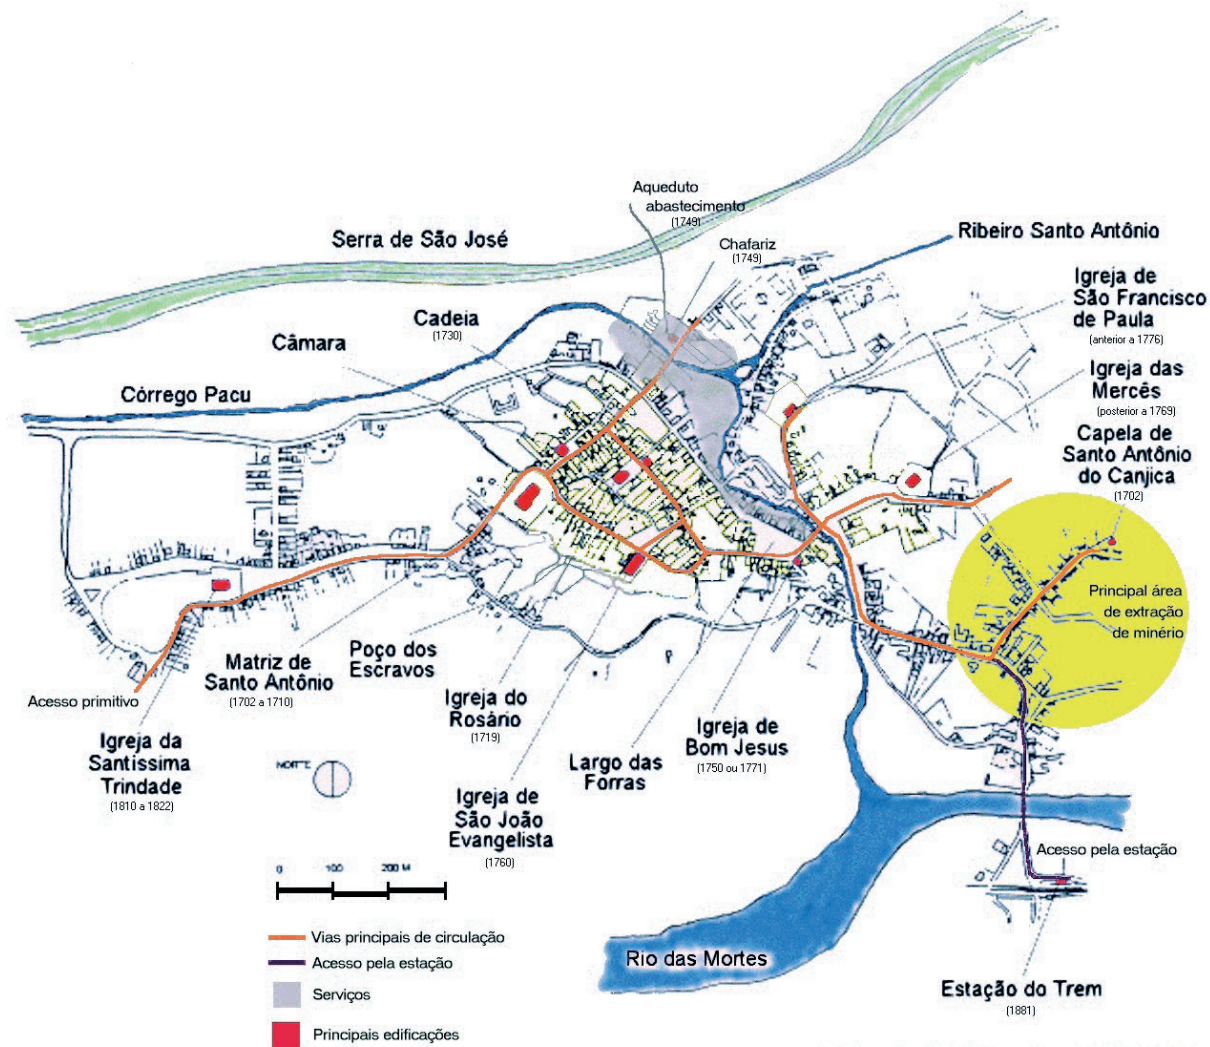 Aqueduto
abastecimento
(1749)
Serra de São José
Chafariz
(1749)
Ribeiro Santo Antônio
Igreja de
São Francisco
de Paula
(anterior a 1776)
Cadeia
(1730)
Câmara
Igreja das
Mercês
(posterior a 1769)
Córrego Pacu
Capela de
Santo Antônio
do Canjica
(1702)
Principal área
de extração
de minério
Acesso primitivo
Matriz de
Santo Antônio
(1702 a 1710)
Poço dos
Escravos
Igreja do
Rosário
(1719)
Igreja da
Santíssima
Trindade
(1810 a 1822)
NORTE
Igreja de
São João
Evangelista
(1760)
Largo das
Forras
Igreja de
Bom Jesus
(1750 ou 1771)
Acesso pela estação
0 100 200 M
Rio das Mortes
Estação do Trem
(1881)
Vias principais de circulação
Acesso pela estação
Serviços
Principais edificações